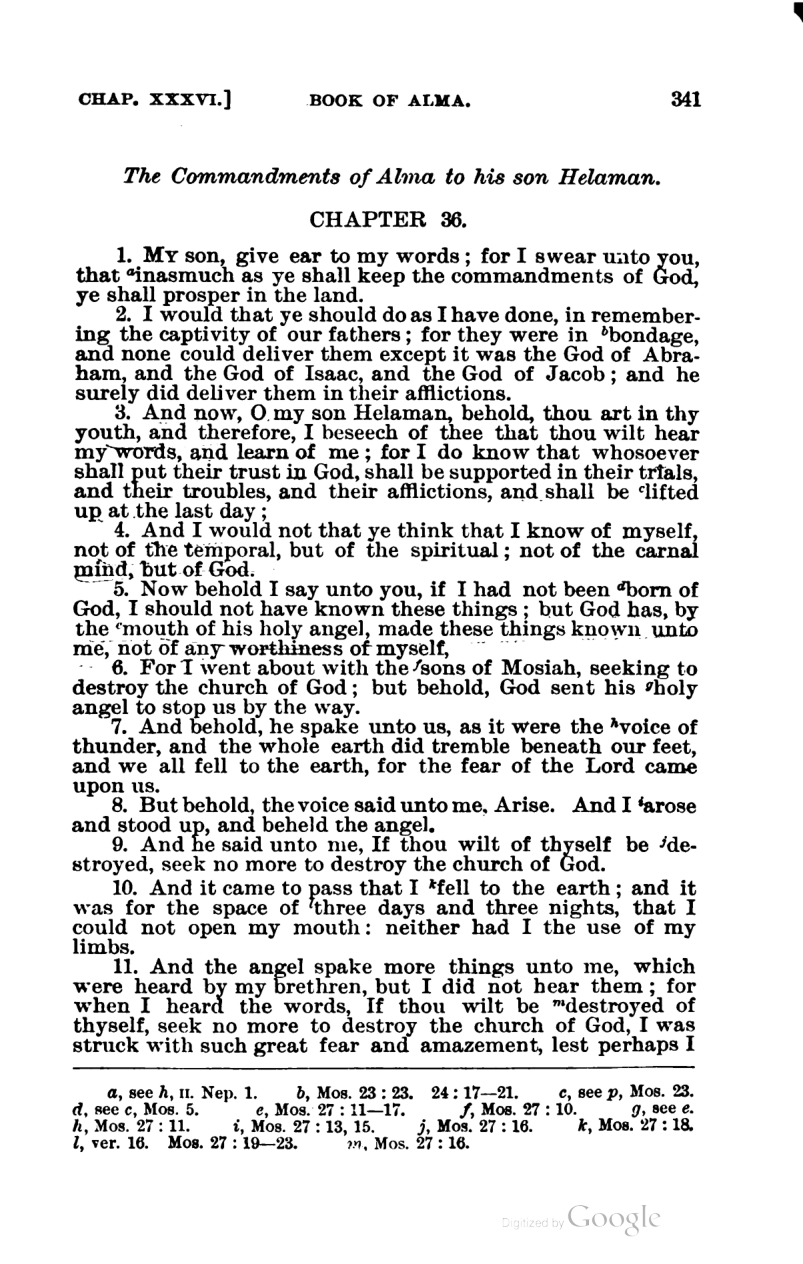 CHAP. XXXVI.] BOOK OF ALMA. 341
The Commandments of Alma to his son Helaman.
CHAPTER 36.
1. My son, give ear to my words; for I swear unto you,
that ᵃinasmuch as ye shall keep the commandments of God,
ye shall prosper in the land.
2. I would that ye should do as I have done, in remember-
ing the captivity of our fathers; for they were in ᵇbondage,
and none could deliver them except it was the God of Abra-
ham, and the God of Isaac, and the God of Jacob; and he
surely did deliver them in their afflictions.
3. And now, O my son Helaman, behold, thou art in thy
youth, and therefore, I beseech of thee that thou wilt hear
my words, and learn of me; for I do know that whosoever
shall put their trust in God, shall be supported in their trials,
and their troubles, and their afflictions, and shall be ᶜlifted
up at the last day;
4. And I would not that ye think that I know of myself,
not of the temporal, but of the spiritual; not of the carnal
mind, but of God.
5. Now behold I say unto you, if I had not been ᵈborn of
God, I should not have known these things; but God has, by
the ᵉmouth of his holy angel, made these things known unto
me, not of any worthiness of myself,
6. For I went about with the ᶠsons of Mosiah, seeking to
destroy the church of God; but behold, God sent his ᵍholy
angel to stop us by the way.
7. And behold, he spake unto us, as it were the ʰvoice of
thunder, and the whole earth did tremble beneath our feet,
and we all fell to the earth, for the fear of the Lord came
upon us.
8. But behold, the voice said unto me, Arise. And I ⁱarose
and stood up, and beheld the angel.
9. And he said unto me, If thou wilt of thyself be ʲde-
stroyed, seek no more to destroy the church of God.
10. And it came to pass that I ᵏfell to the earth; and it
was for the space of ˡthree days and three nights, that I
could not open my mouth: neither had I the use of my
limbs.
11. And the angel spake more things unto me, which
were heard by my brethren, but I did not hear them; for
when I heard the words, If thou wilt be ᵐdestroyed of
thyself, seek no more to destroy the church of God, I was
struck with such great fear and amazement, lest perhaps I
a, see h, II. Nep. 1. b, Mos. 23 : 23. 24 : 17—21. c, see p, Mos. 23.
d, see c, Mos. 5. e, Mos. 27 : 11—17. f, Mos. 27 : 10. g, see e.
h, Mos. 27 : 11. i, Mos. 27 : 13, 15. j, Mos. 27 : 16. k, Mos. 27 : 18.
l, ver. 16. Mos. 27 : 19—23. m, Mos. 27 : 16.
Digitized by Google